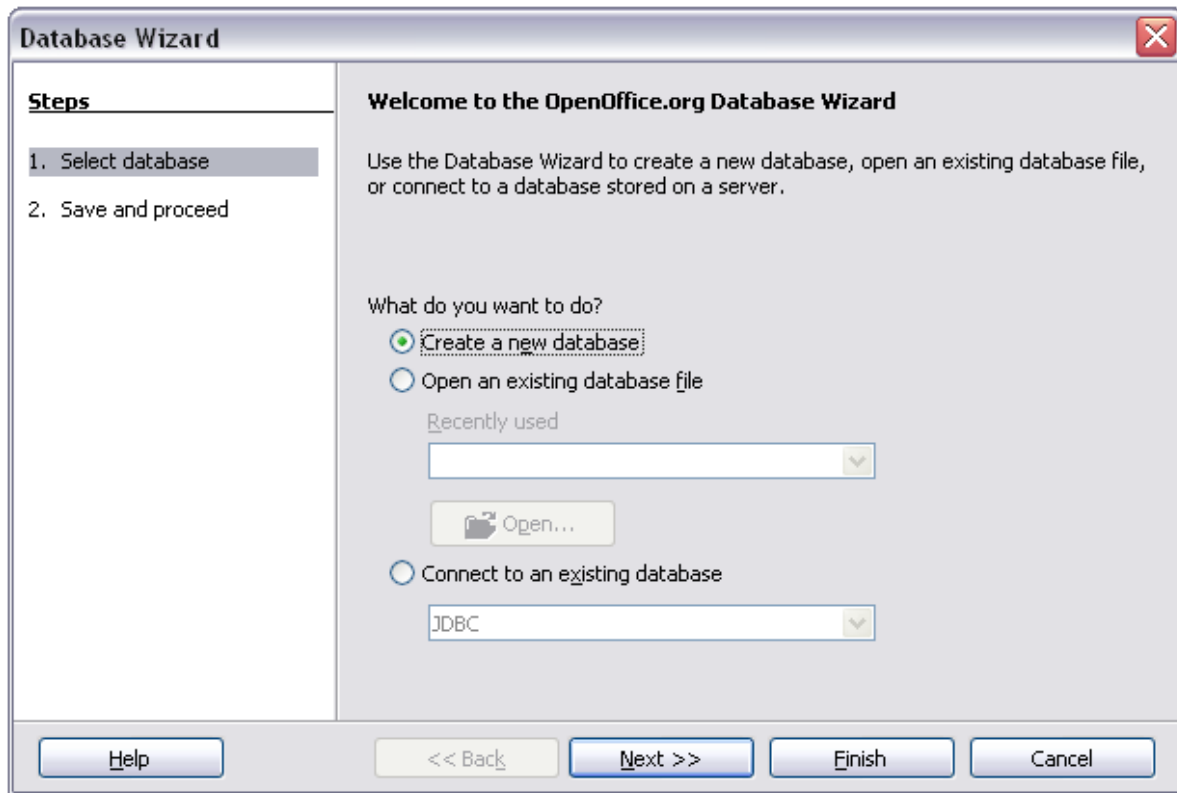 Database Wizard
Steps
1. Select database
2. Save and proceed
Welcome to the OpenOffice.org Database Wizard
Use the Database Wizard to create a new database, open an existing database file,
or connect to a database stored on a server.
What do you want to do?
Create a new database
Open an existing database file
Recently used
Open...
Connect to an existing database
JDBC
Help
<< Back
Next >>
Finish
Cancel